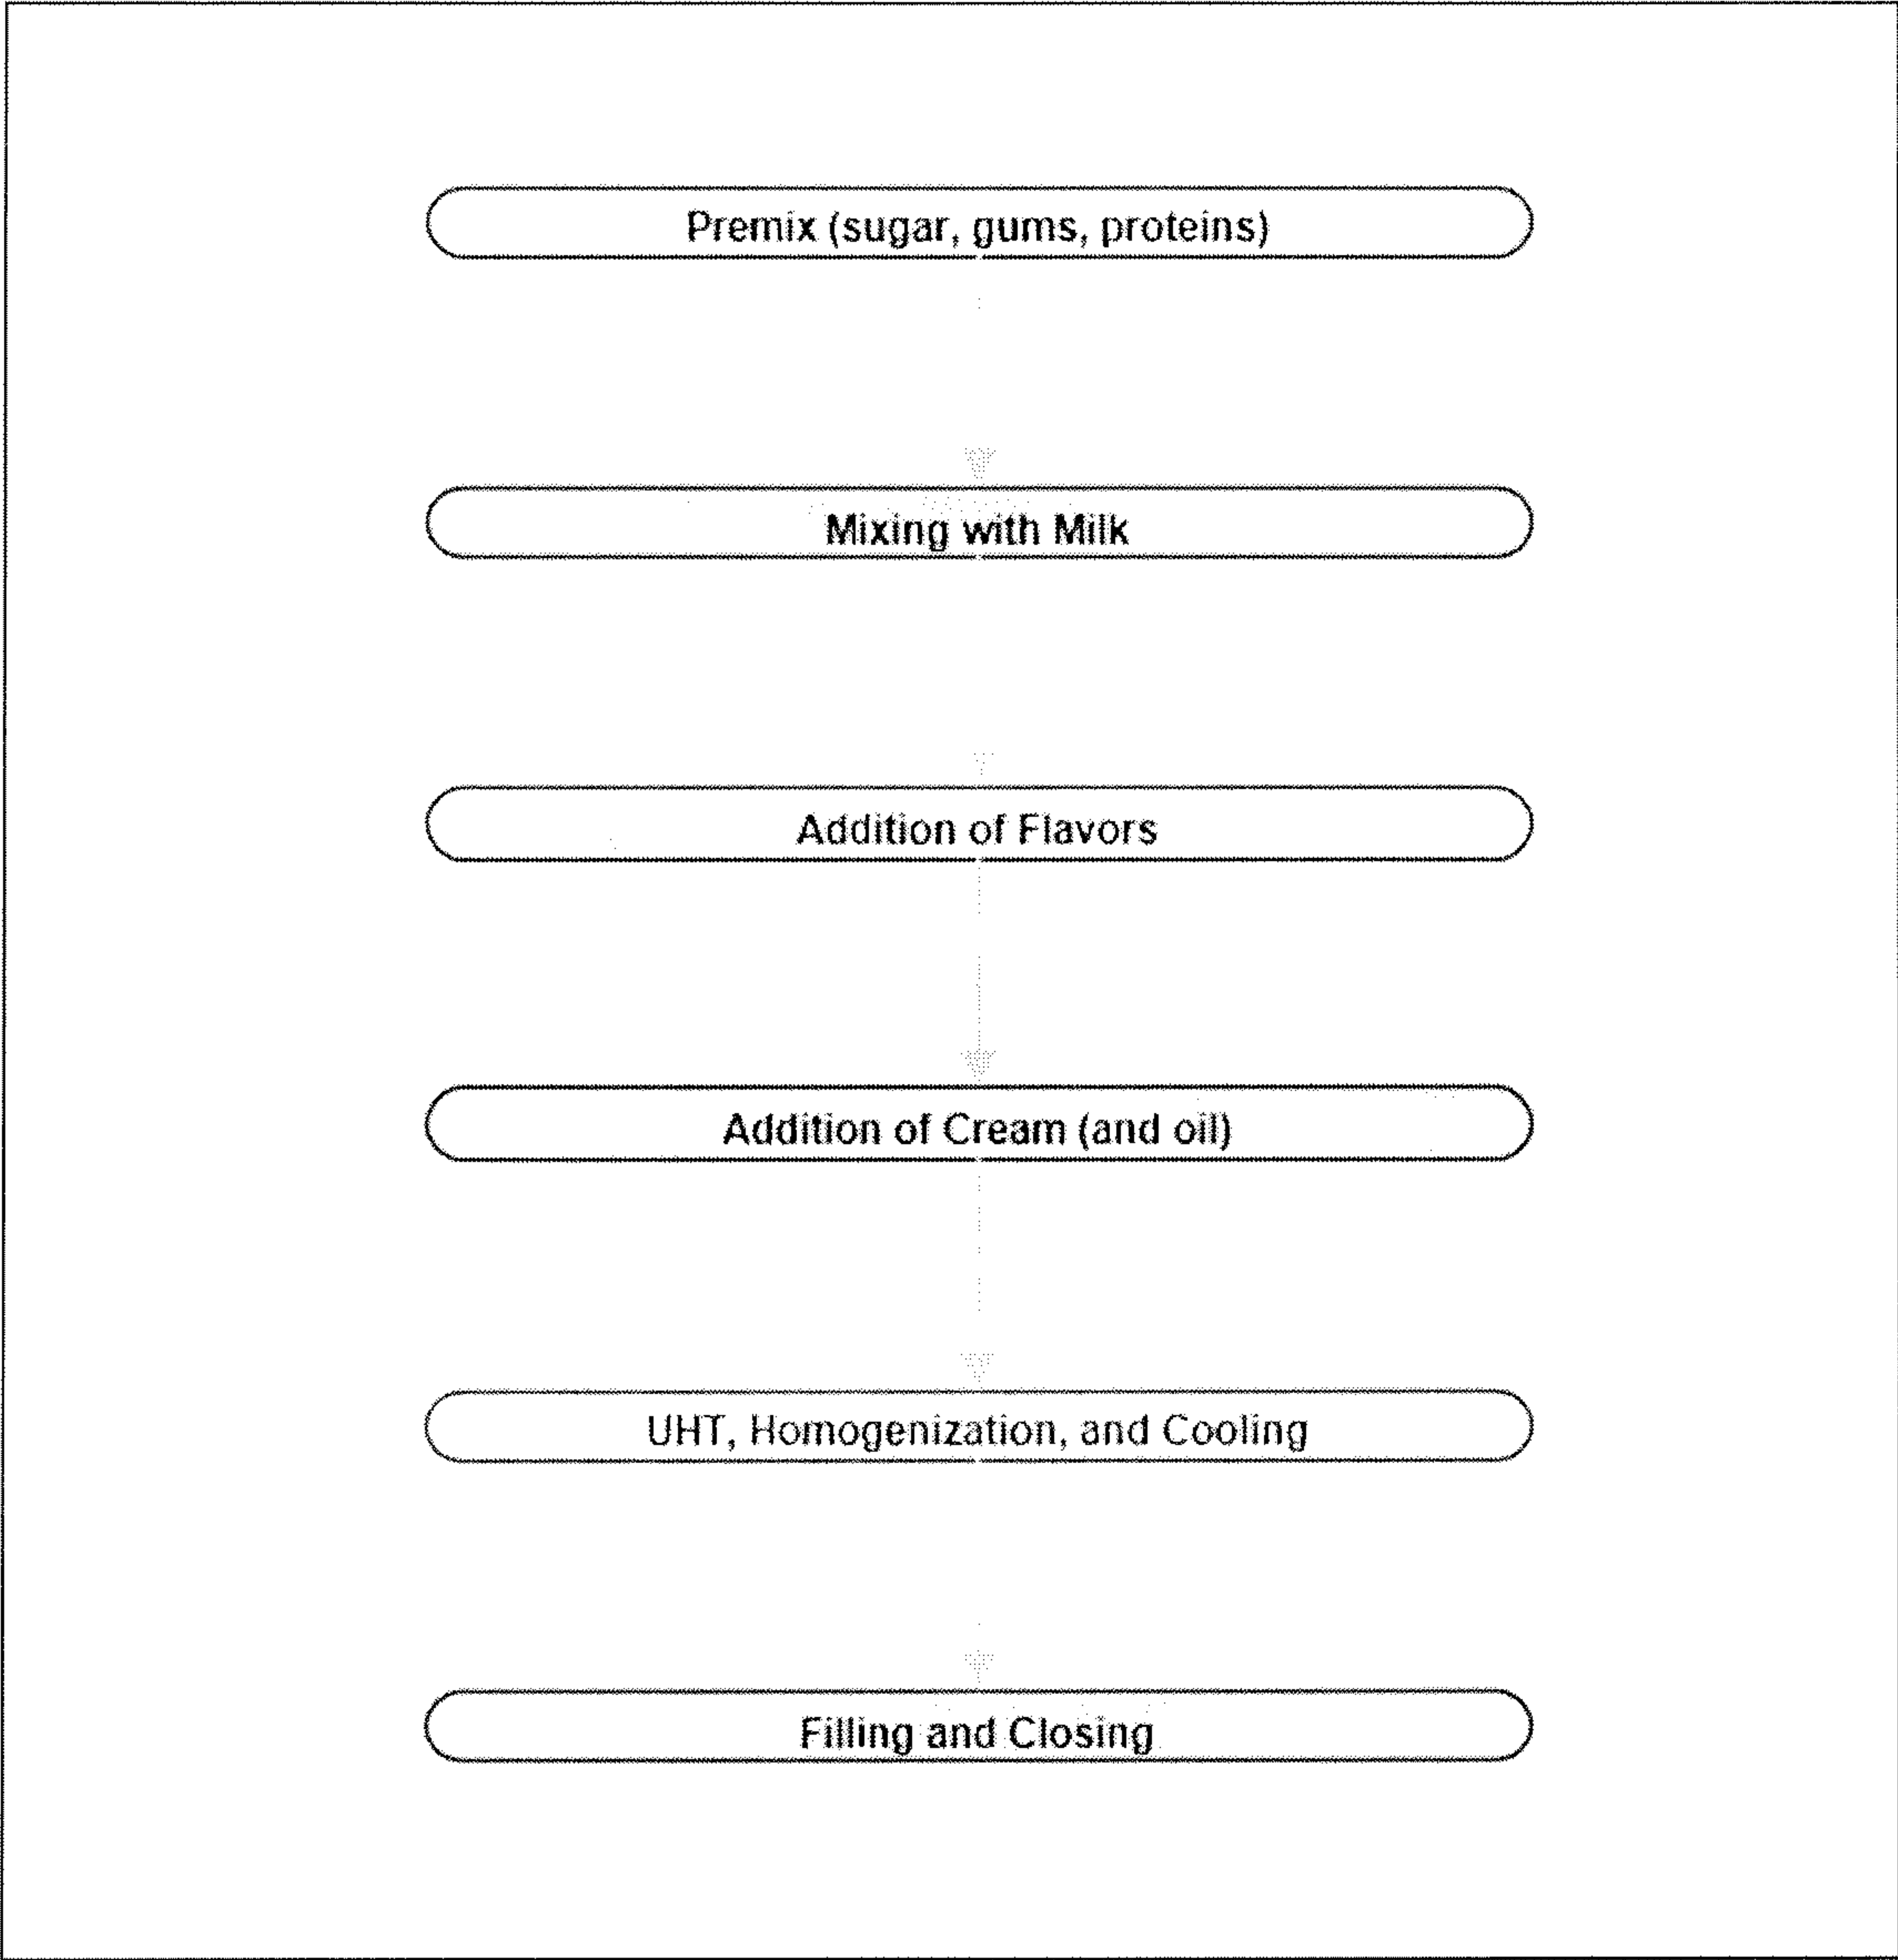 Premix (sugar, gums, proteins)
Mixing with Milk
Addition of Flavors
Addition of Cream (and oil)
UHT, Homogenization, and Cooling
Filling and Closing